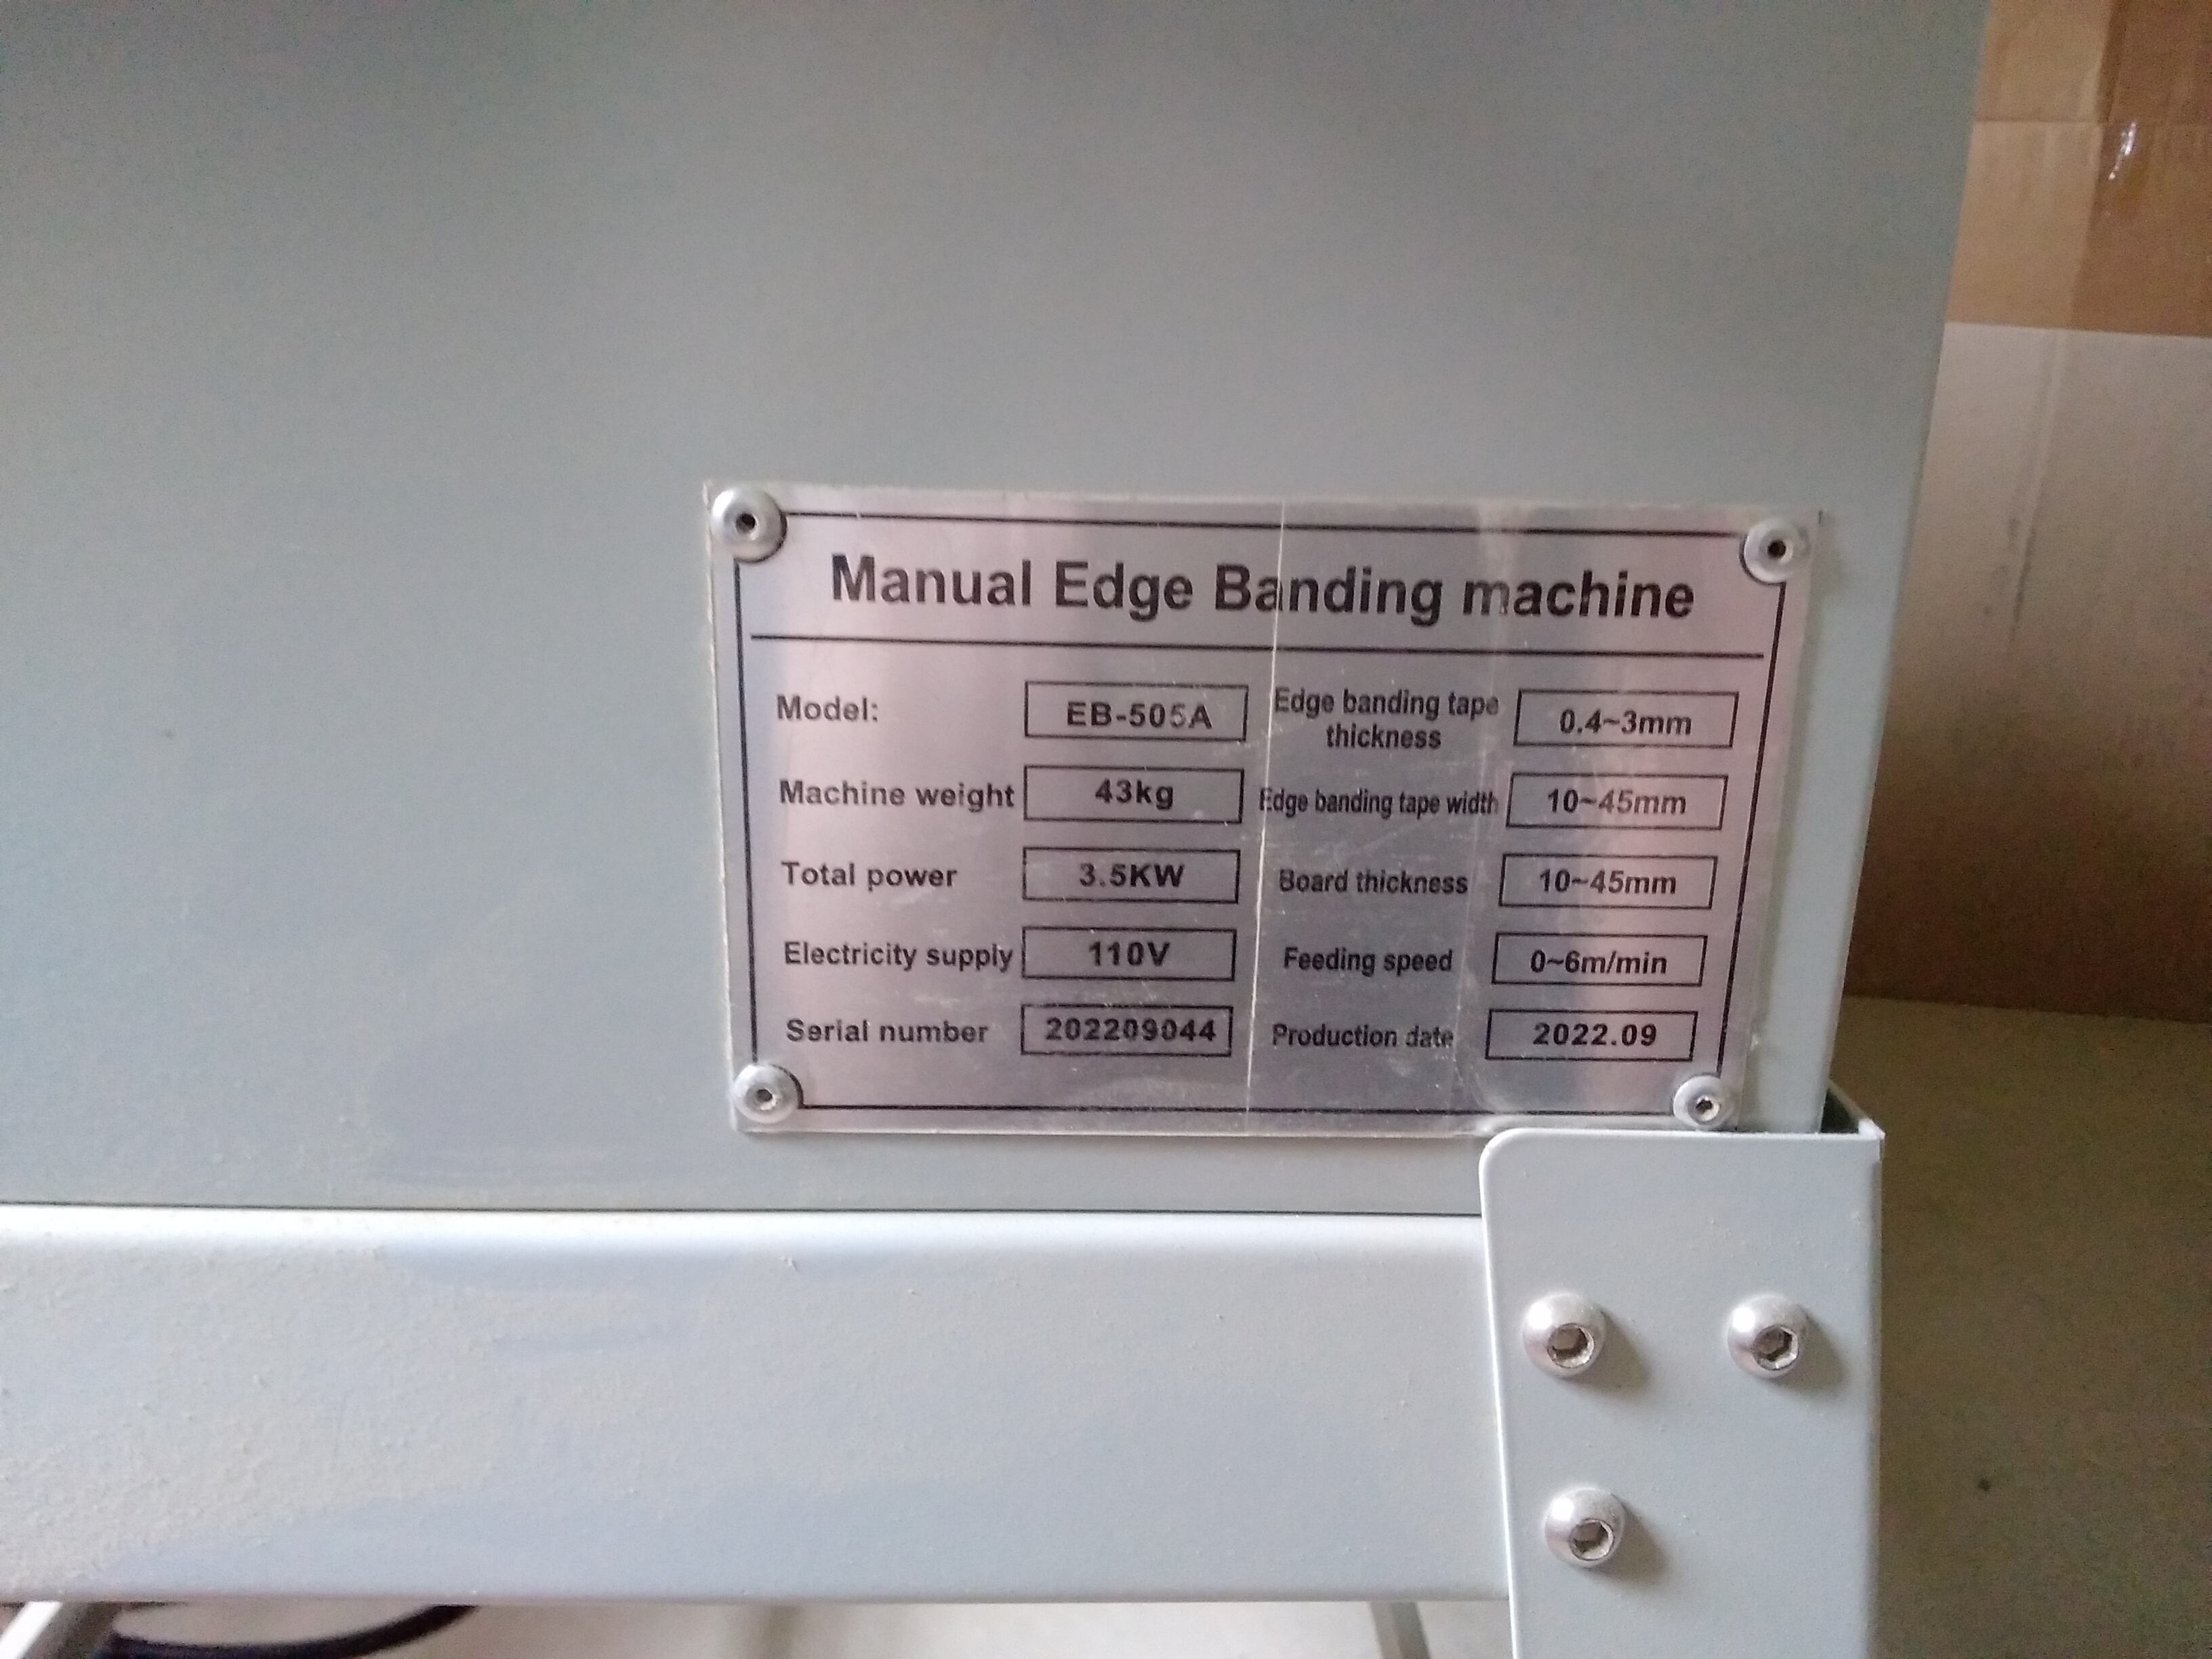 Manual Edge Banding machine
Model: EB-505A
Edge banding tape
thickness 0.4~3mm
Machine weight 43kg
Edge banding tape width 10~45mm
Total power 3.5KW
Board thickness 10~45mm
Electricity supply 110V
Feeding speed 0~6m/min
Serial number 202209044
Production date 2022.09